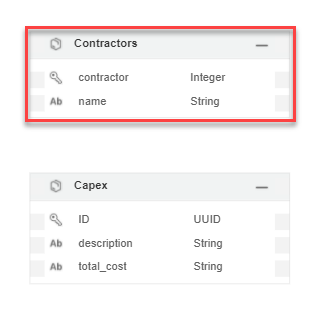 Contractors
contractor Integer
Ab name String
Capex
ID UUID
Ab description String
Ab total_cost String